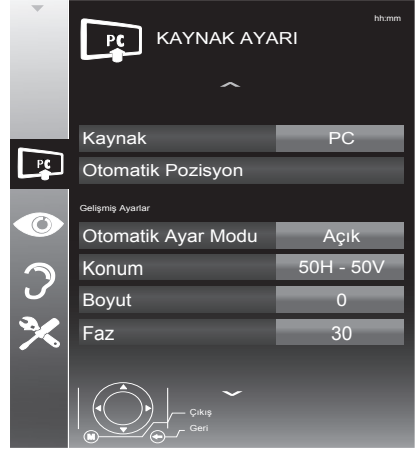 PC KAYNAK AYARI
hh:mm
Kaynak PC
Otomatik Pozisyon
PC
Gelişmiş Ayarlar
Otomatik Ayar Modu Açık
Konum 50H - 50V
Boyut 0
Faz 30
Çıkış
M Geri